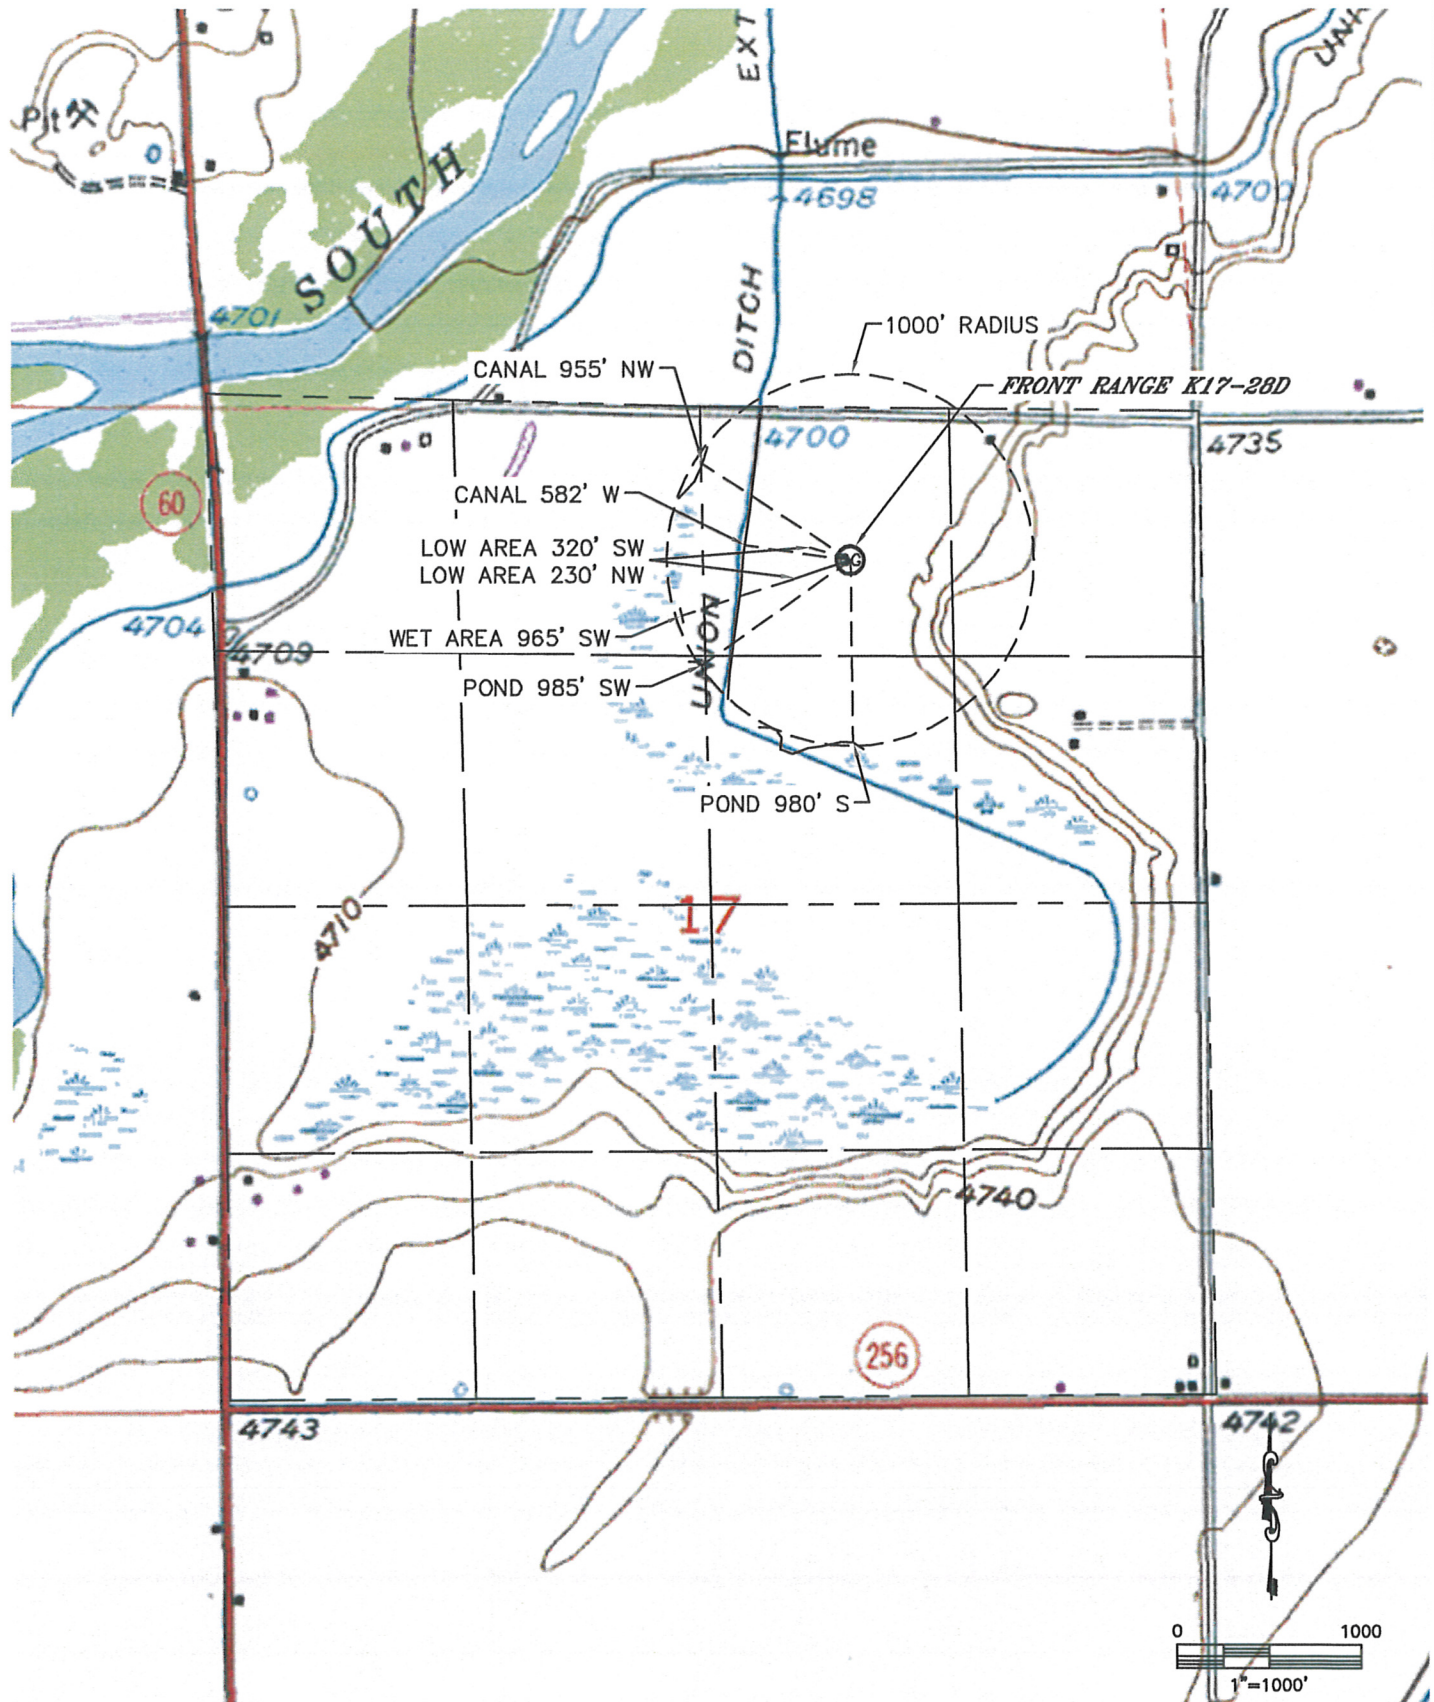 EXT
UNI
Pit
Flume
4698
4700
SOUTH
4701
DITCH
1000' RADIUS
CANAL 955' NW
FRONT RANGE K17-28D
4700
4735
60
CANAL 582' W
LOW AREA 320' SW
LOW AREA 230' NW
G
4704
WET AREA 965' SW
UNION
4709
POND 985' SW
POND 980' S
17
4710
4740
256
4743
4742
0 1000
1"=1000'